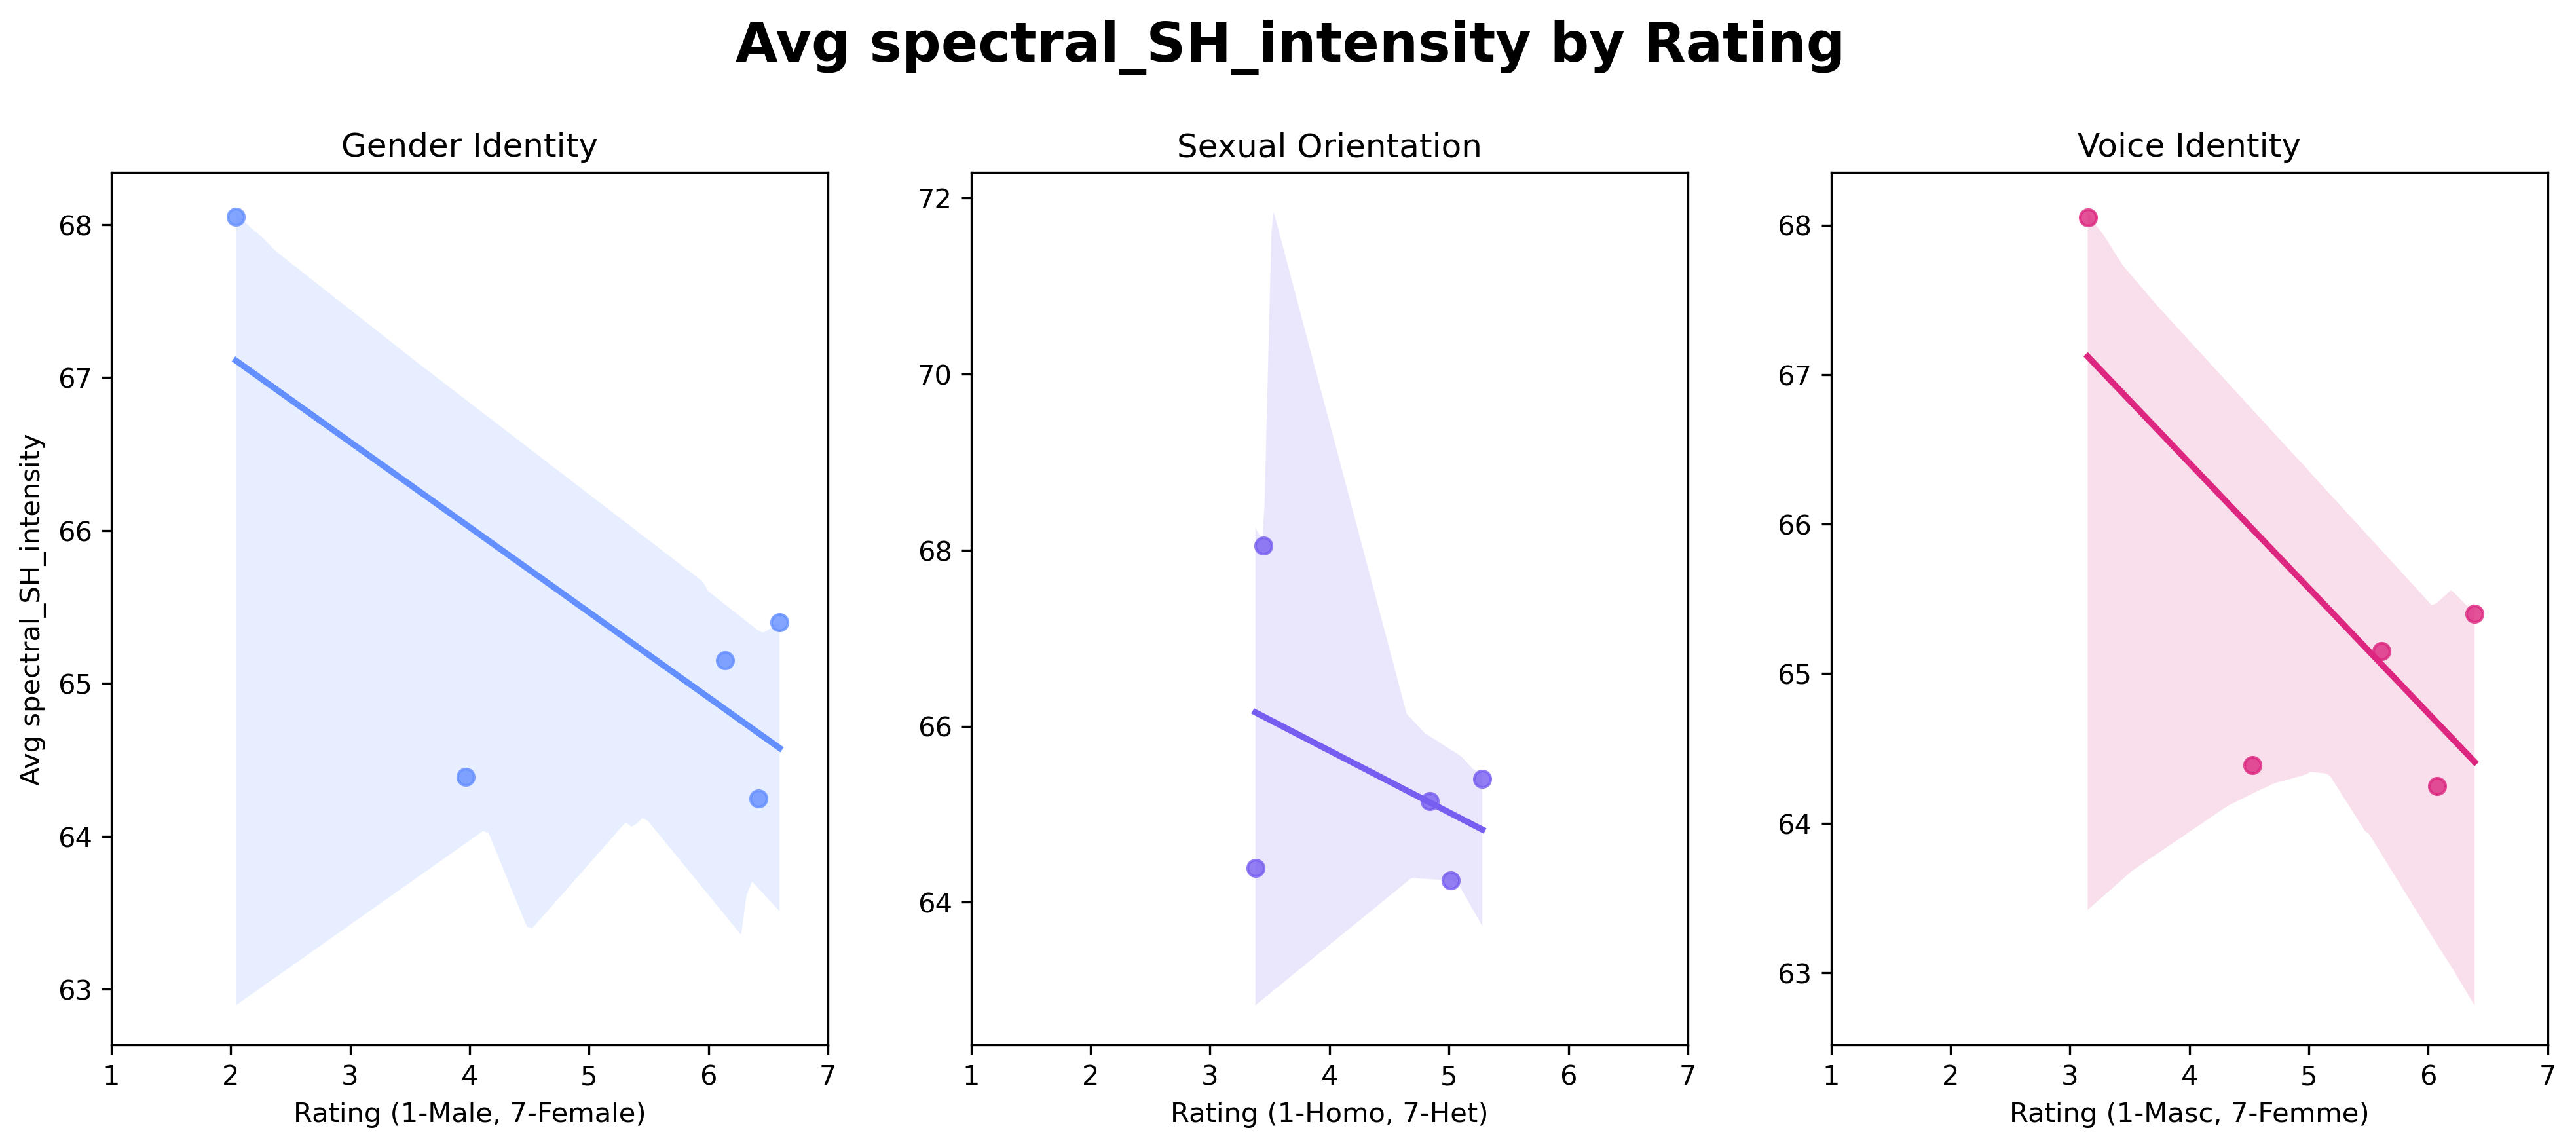 Avg spectral_SH_intensity by Rating
Gender Identity
Sexual Orientation
Voice Identity
Avg spectral_SH_intensity
68
67
66
65
64
63
72
70
68
66
64
68
67
66
65
64
63
1 2 3 4 5 6 7
1 2 3 4 5 6 7
1 2 3 4 5 6 7
Rating (1-Male, 7-Female)
Rating (1-Homo, 7-Het)
Rating (1-Masc, 7-Femme)